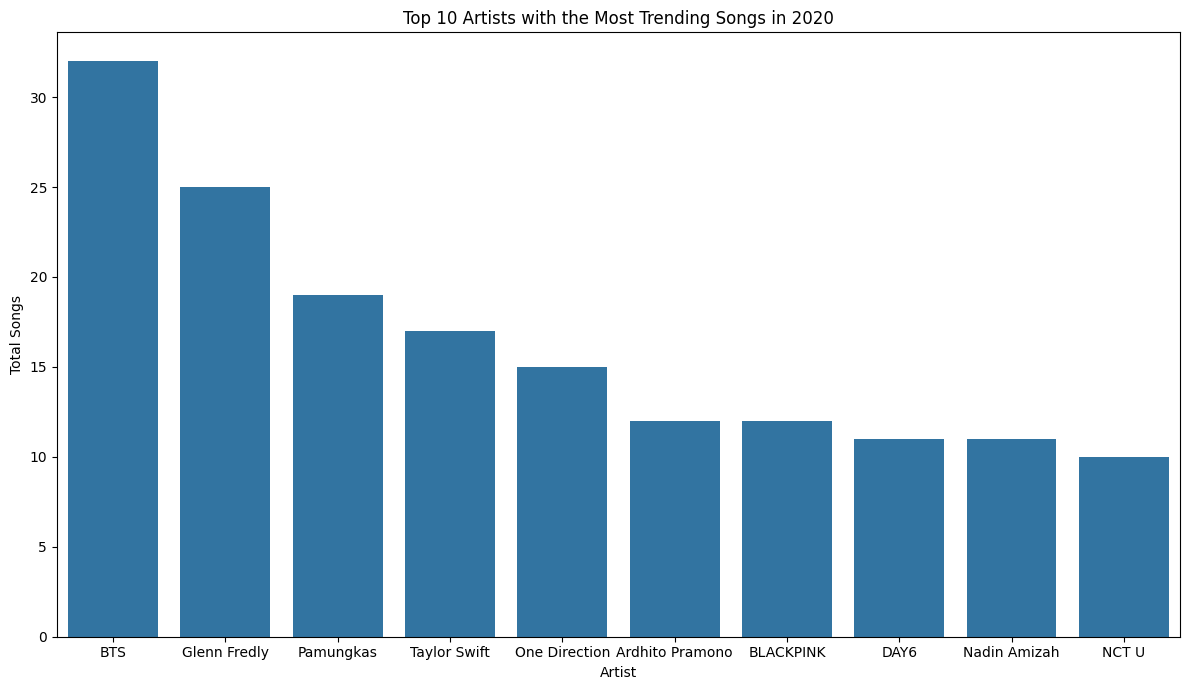 Top 10 Artists with the Most Trending Songs in 2020
Total Songs
30
25
20
15
10
5
0
BTS Glenn Fredly Pamungkas Taylor Swift One Direction Ardhito Pramono BLACKPINK DAY6 Nadin Amizah NCT U
Artist